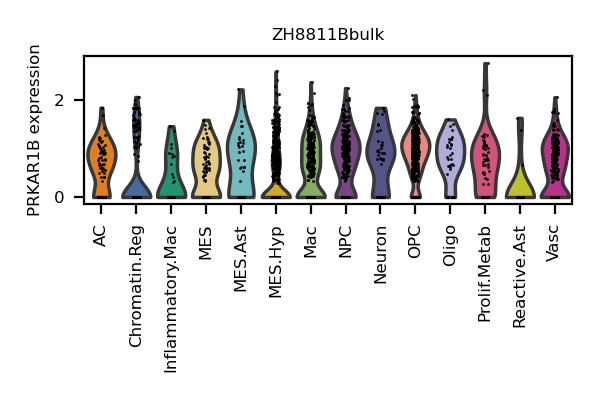 ZH8811Bbulk
PRKAR1B expression
2
0
AC
Chromatin.Reg
Inflammatory.Mac
MES
MES.Ast
MES.Hyp
Mac
NPC
Neuron
OPC
Oligo
Prolif.Metab
Reactive.Ast
Vasc